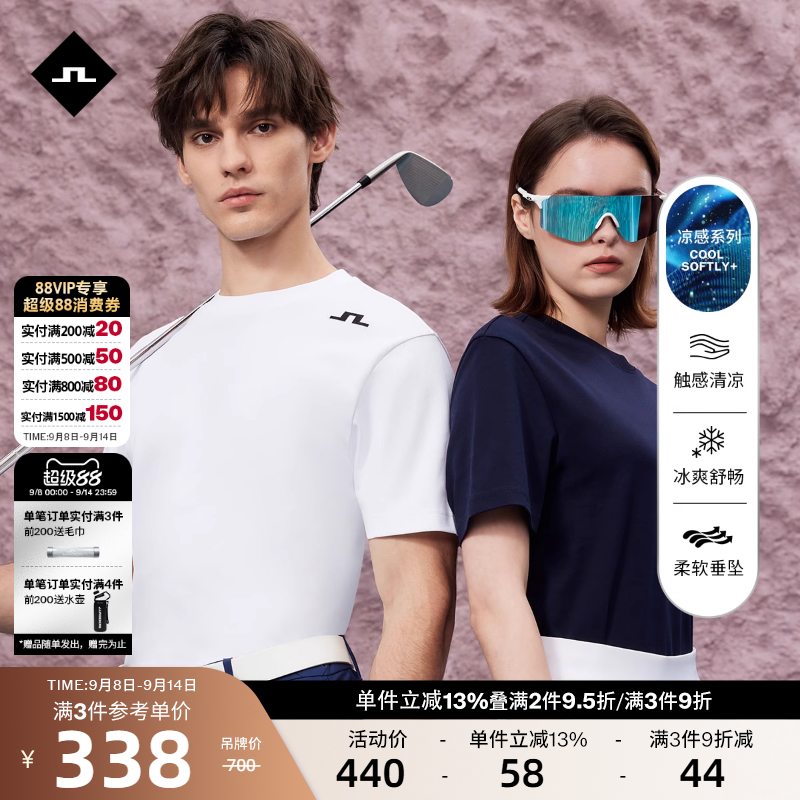 88VIP专享
超级88消费券
实付满200减20
实付满500减50
实付满800减80
实付满1500减150
TIME:9月8日-9月14日
超级88
9/8 00:00 - 9/14 23:59
单笔订单实付满3件
前200送毛巾
单笔订单实付满4件
前200送水壶
*赠品随单发出，赠完为止
凉感系列
COOL
SOFTLY+
触感清凉
冰爽舒畅
柔软垂坠
TIME:9月8日-9月14日
满3件参考单价
¥338
吊牌价
700
单件立减13%叠满2件9.5折/满3件9折
活动价 - 单件立减13% - 满3件9折减
440 - 58 - 44